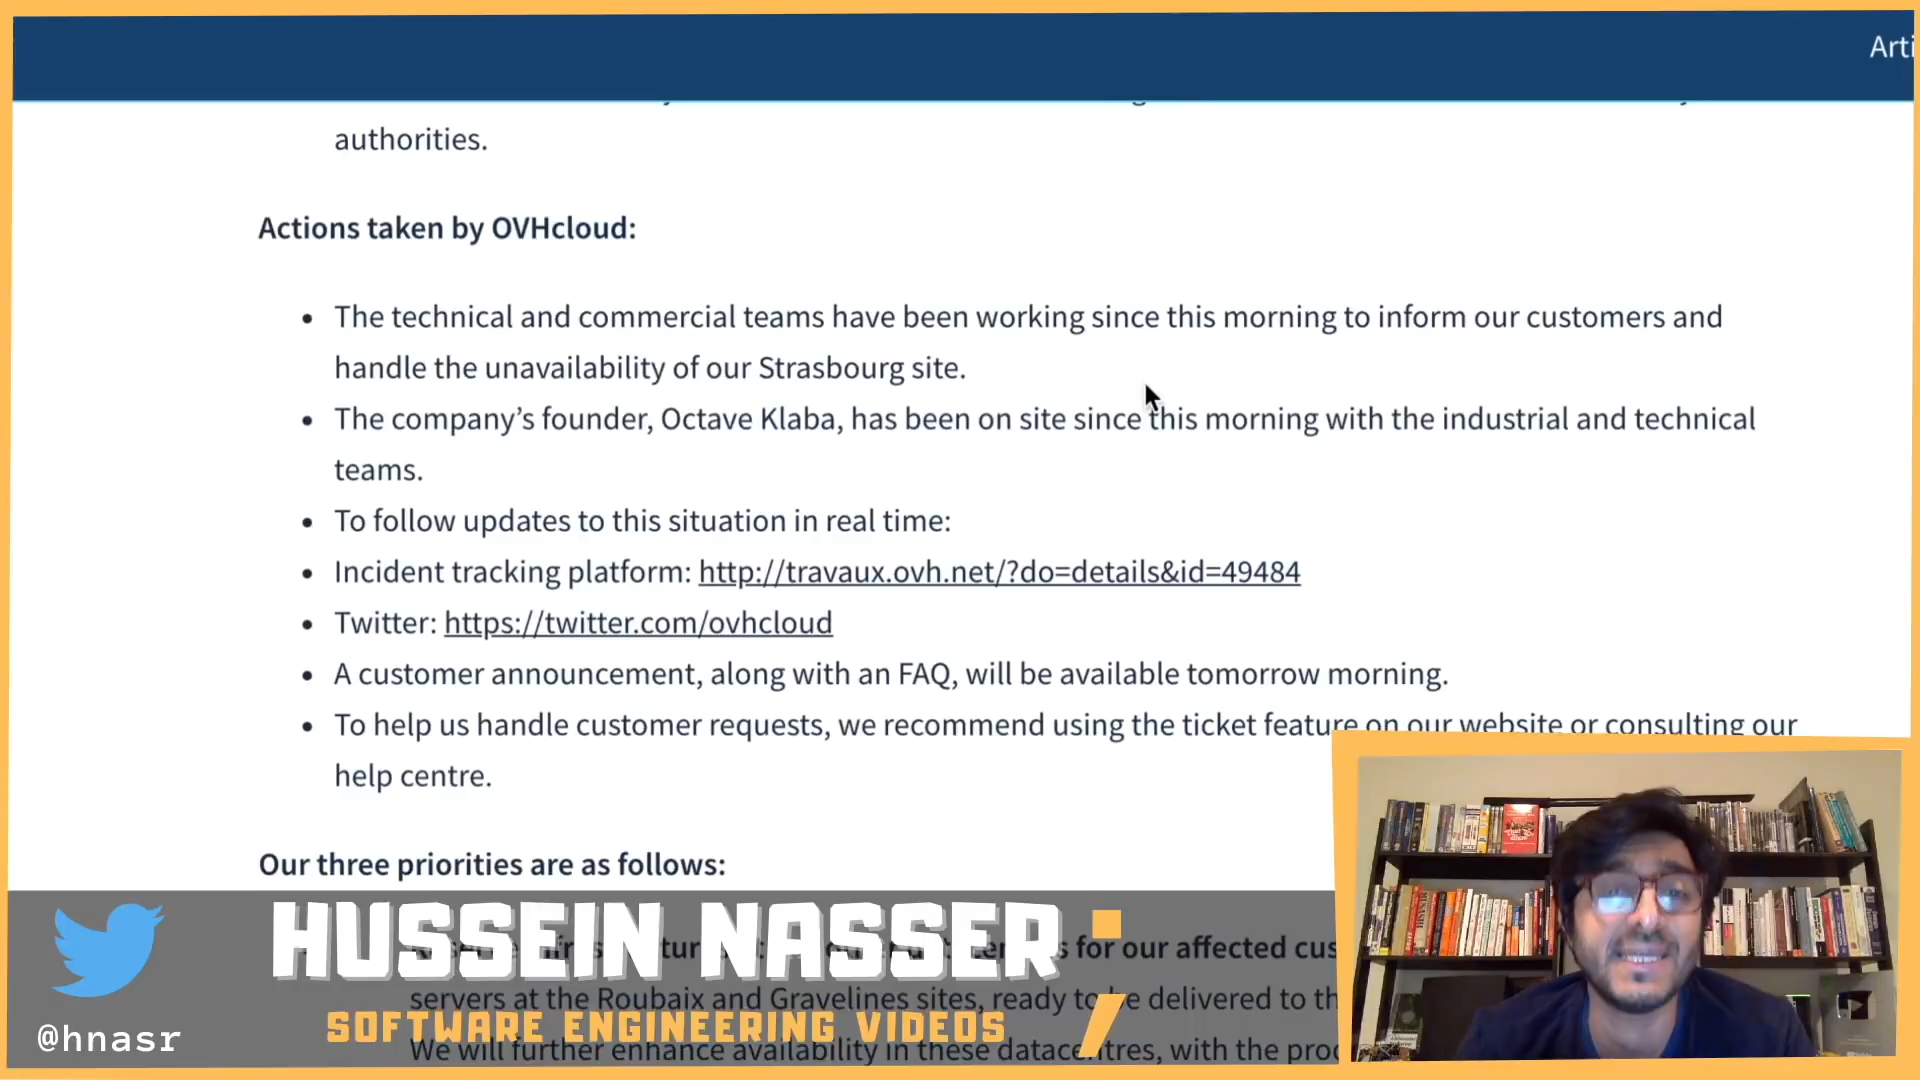 Arti
authorities.
Actions taken by OVHcloud:
• The technical and commercial teams have been working since this morning to inform our customers and
handle the unavailability of our Strasbourg site.
• The company’s founder, Octave Klaba, has been on site since this morning with the industrial and technical
teams.
• To follow updates to this situation in real time:
• Incident tracking platform: http://travaux.ovh.net/?do=details&id=49484
• Twitter: https://twitter.com/ovhcloud
• A customer announcement, along with an FAQ, will be available tomorrow morning.
• To help us handle customer requests, we recommend using the ticket feature on our website or consulting our
help centre.
Our three priorities are as follows:
HUSSEIN NASSER
for our affected cus
servers at the Roubaix and Gravelines sites, ready to be delivered to th
@hnasr
SOFTWARE ENGINEERING VIDEOS ;
We will further enhance availability in these datacentres, with the proc